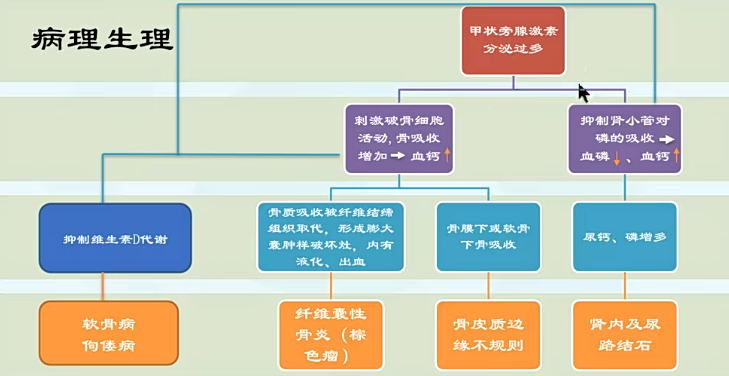 病理生理
甲状旁腺激素
分泌过多
刺激破骨细胞
活动,骨吸收
增加➔血钙↑
抑制肾小管对
磷的吸收➔
血磷↓、血钙↑
抑制维生素D代谢
骨质吸收被纤维结缔
组织取代，形成膨大
囊肿样破坏灶，内有
液化、出血
骨膜下或软骨
下骨吸收
尿钙、磷增多
软骨病
佝偻病
纤维囊性
骨炎（棕
色瘤）
骨皮质边
缘不规则
肾内及尿
路结石